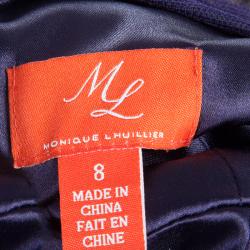 ML
MONIQUE LHUILLIER
8
MADE IN
CHINA
FAIT EN
CHINE